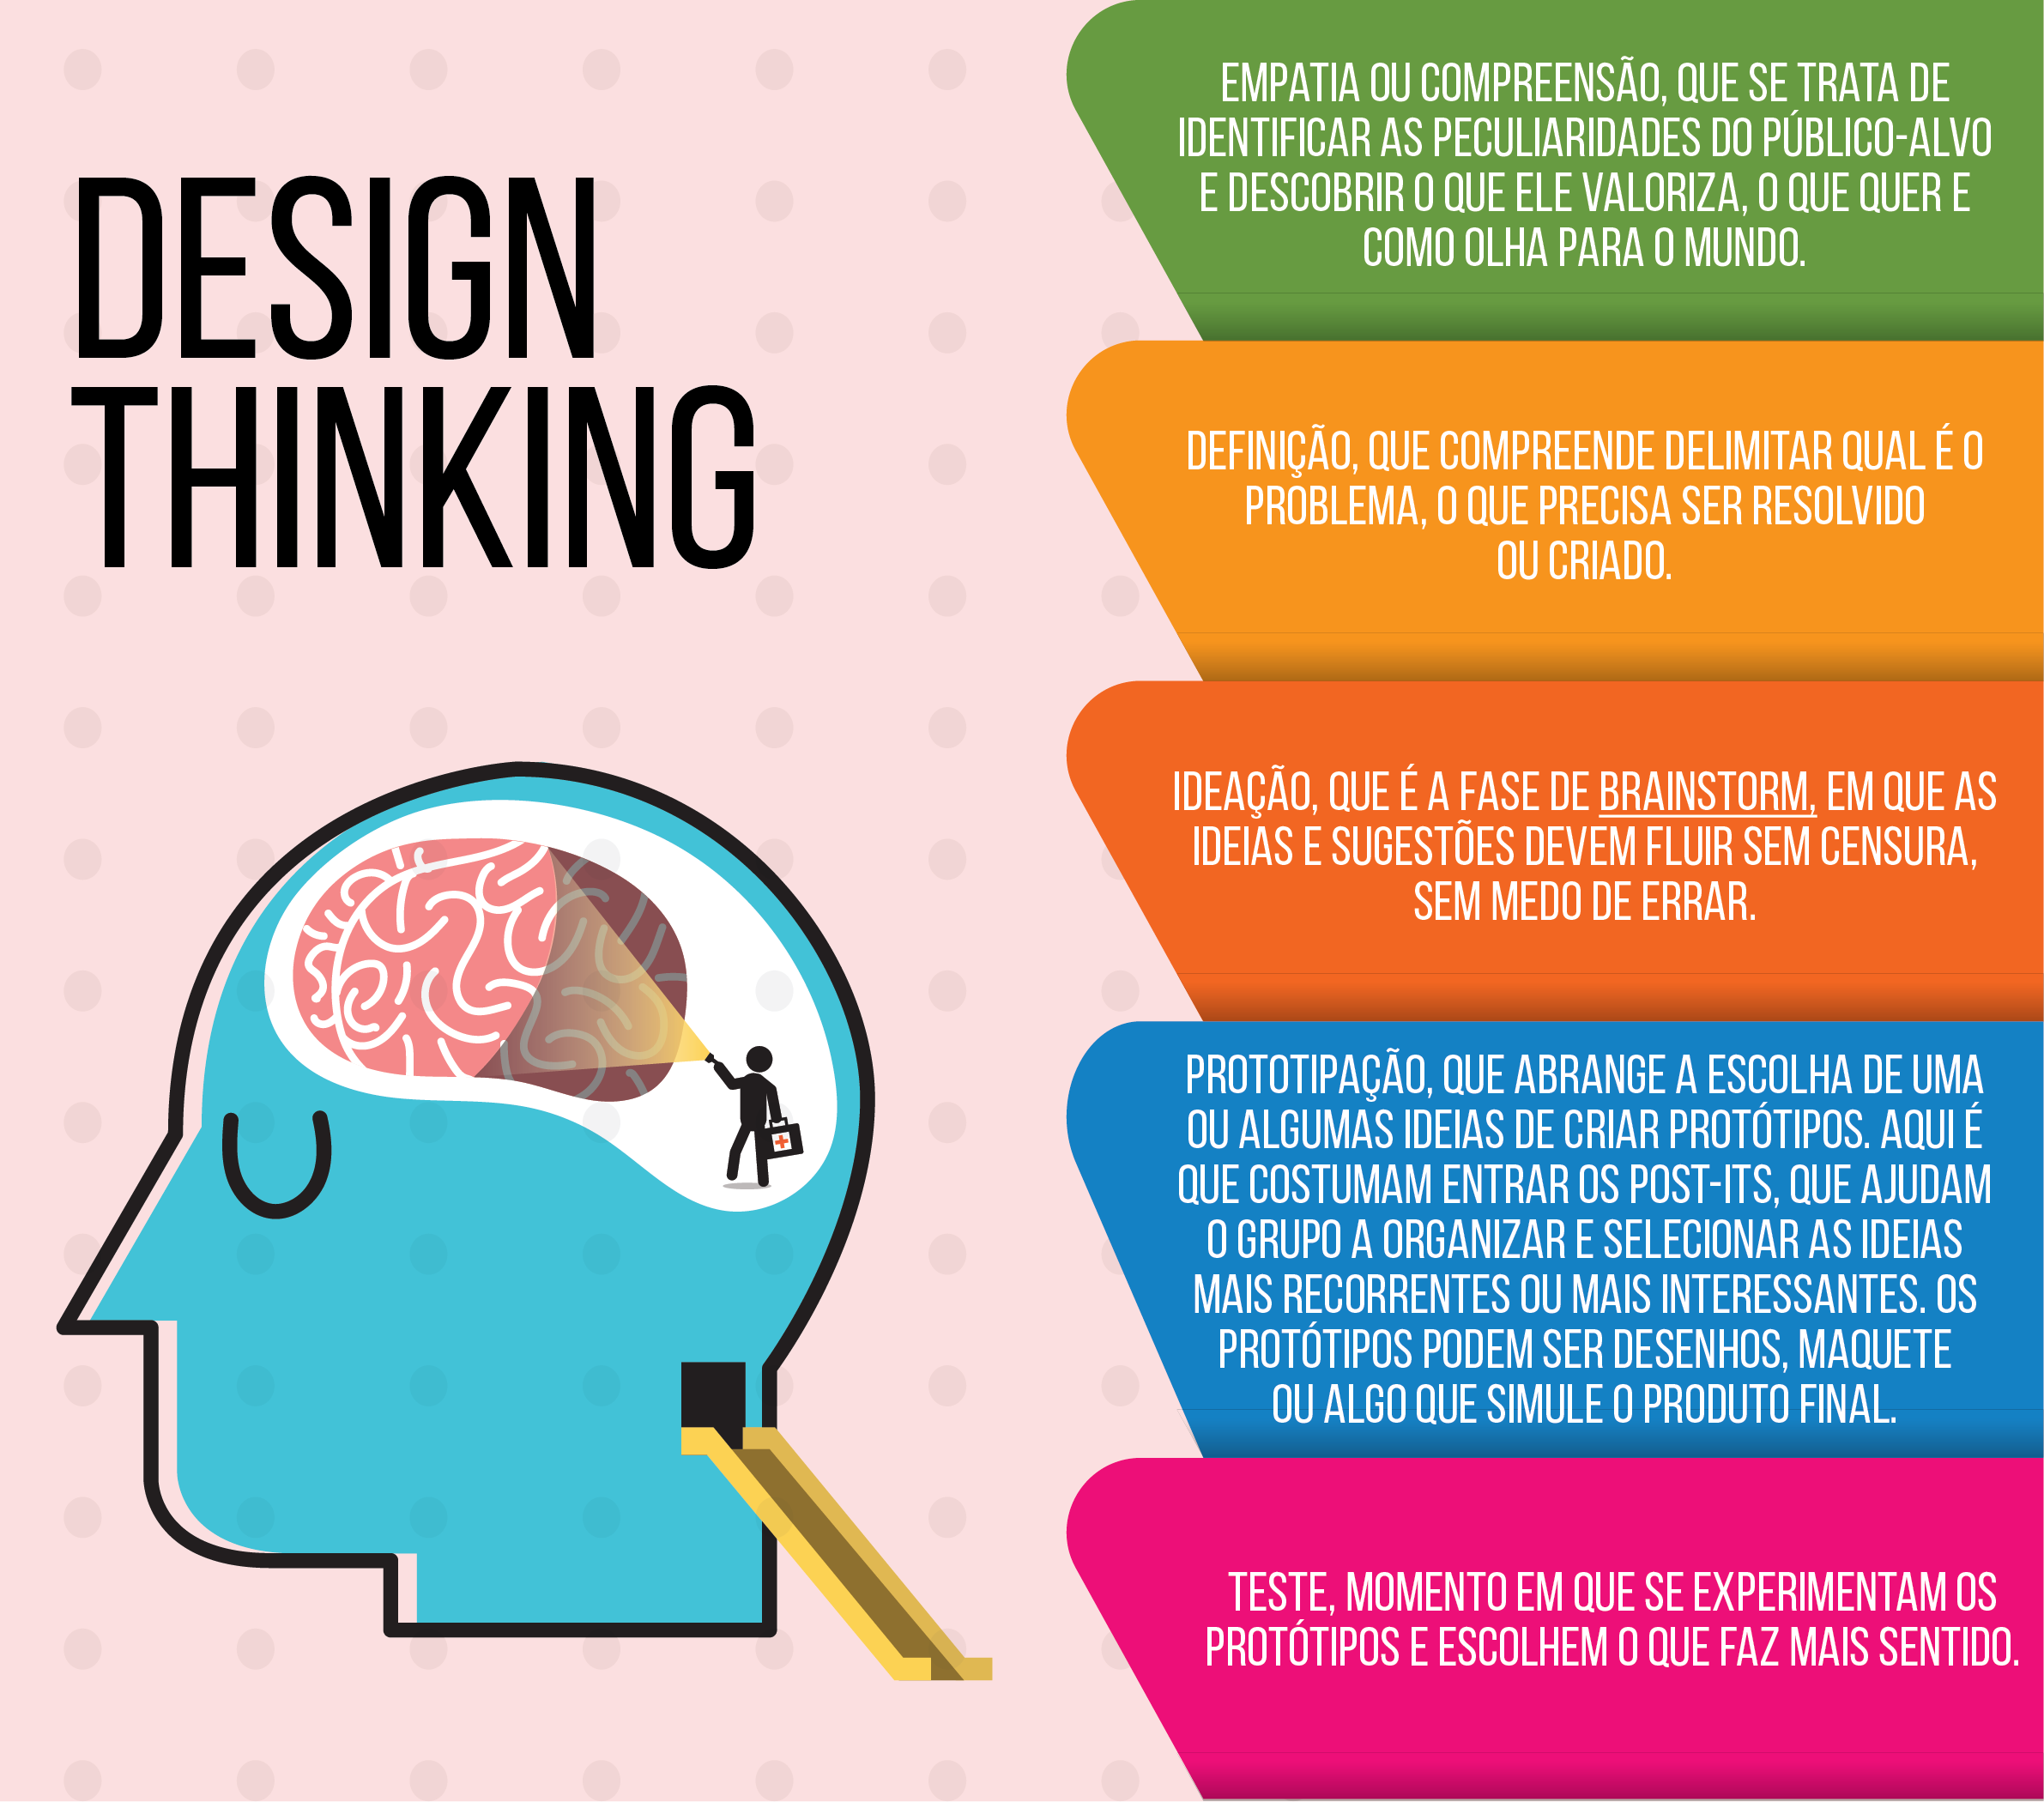 DESIGN
THINKING
EMPATIA OU COMPREENSÃO, QUE SE TRATA DE
IDENTIFICAR AS PECULIARIDADES DO PÚBLICO-ALVO
E DESCOBRIR O QUE ELE VALORIZA, O QUE QUER E
COMO OLHA PARA O MUNDO.
DEFINIÇÃO, QUE COMPREENDE DELIMITAR QUAL É O
PROBLEMA, O QUE PRECISA SER RESOLVIDO
OU CRIADO.
IDEAÇÃO, QUE É A FASE DE BRAINSTORM, EM QUE AS
IDEIAS E SUGESTÕES DEVEM FLUIR SEM CENSURA,
SEM MEDO DE ERRAR.
PROTOTIPAÇÃO, QUE ABRANGE A ESCOLHA DE UMA
OU ALGUMAS IDEIAS DE CRIAR PROTÓTIPOS. AQUI É
QUE COSTUMAM ENTRAR OS POST-ITS, QUE AJUDAM
O GRUPO A ORGANIZAR E SELECIONAR AS IDEIAS
MAIS RECORRENTES OU MAIS INTERESSANTES. OS
PROTÓTIPOS PODEM SER DESENHOS, MAQUETE
OU ALGO QUE SIMULE O PRODUTO FINAL.
TESTE, MOMENTO EM QUE SE EXPERIMENTAM OS
PROTÓTIPOS E ESCOLHEM O QUE FAZ MAIS SENTIDO.